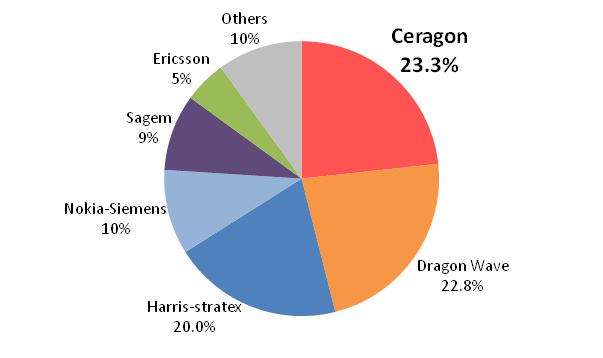 Others
10%
Ceragon
23.3%
Ericsson
5%
Sagem
9%
Nokia-Siemens
10%
Dragon Wave
22.8%
Harris-stratex
20.0%